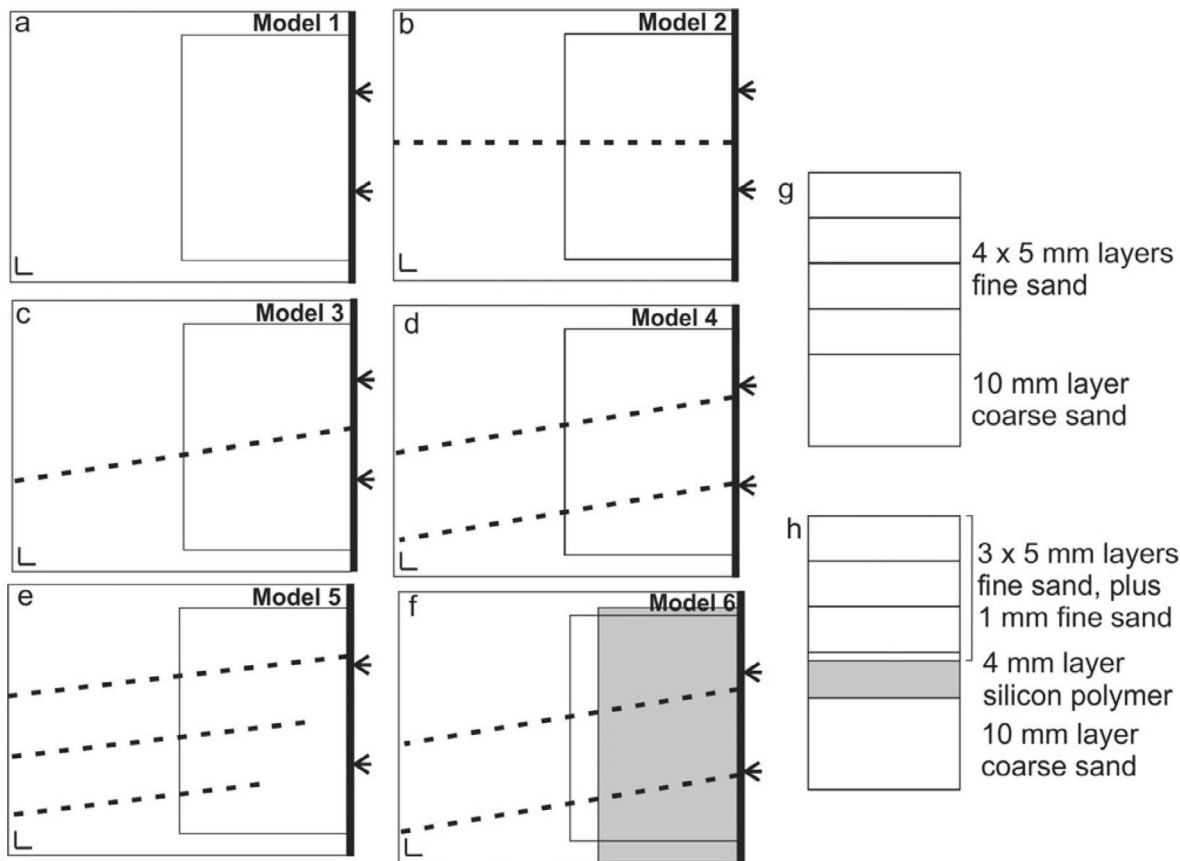 a
Model 1
b
Model 2
c
Model 3
d
Model 4
e
Model 5
f
Model 6
g
4 x 5 mm layers
fine sand
10 mm layer
coarse sand
h
3 x 5 mm layers
fine sand, plus
1 mm fine sand
4 mm layer
silicon polymer
10 mm layer
coarse sand